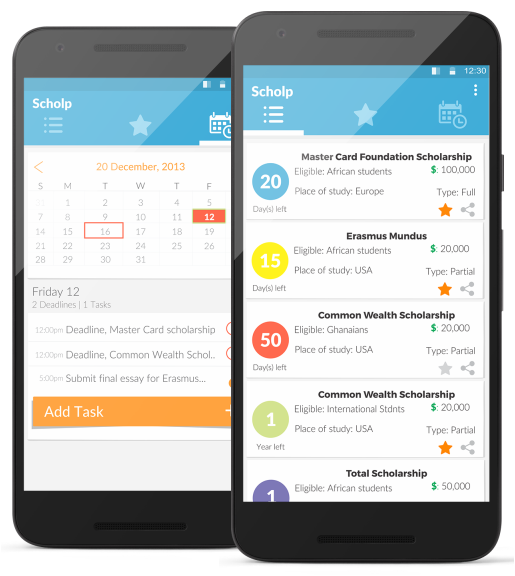 Scholp
20 December, 2013
S M T W T F
1 2 3 4 5
8 9 10 11 12
14 15 16 17 18 19
21 22 23 24 25 26
28 29 30 31
Friday 12
2 Deadlines | 1 Tasks
12:00pm Deadline, Master Card scholarship
12:00pm Deadline, Common Wealth Schol..
5:00pm Submit final essay for Erasmus...
Add Task
12:30
Scholp
Master Card Foundation Scholarship
20
Day(s) left
Eligible: African students
$: 100,000
Place of study: Europe
Type: Full
Erasmus Mundus
15
Day(s) left
Eligible: African students
$: 20,000
Place of study: USA
Type: Partial
Common Wealth Scholarship
50
Day(s) left
Eligible: Ghanaians
$: 20,000
Place of study: USA
Type: Partial
Common Wealth Scholarship
1
Year left
Eligible: International Stdnts
$: 20,000
Place of study: USA
Type: Partial
Total Scholarship
1
Eligible: African students
$: 50,000